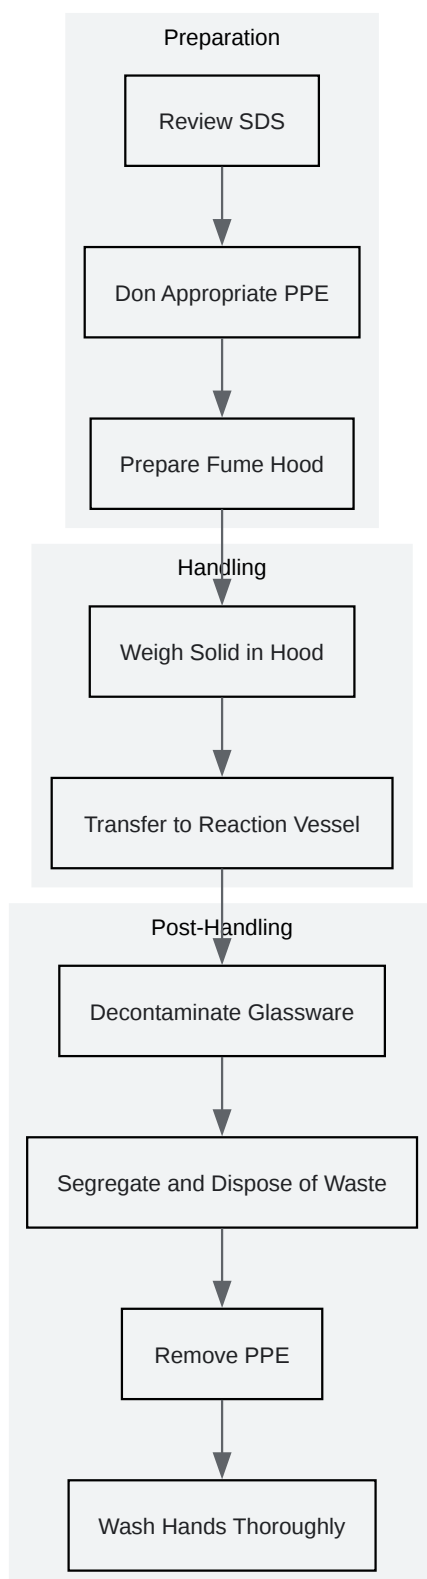 Preparation
Review SDS
Don Appropriate PPE
Prepare Fume Hood
Handling
Weigh Solid in Hood
Transfer to Reaction Vessel
Post-Handling
Decontaminate Glassware
Segregate and Dispose of Waste
Remove PPE
Wash Hands Thoroughly